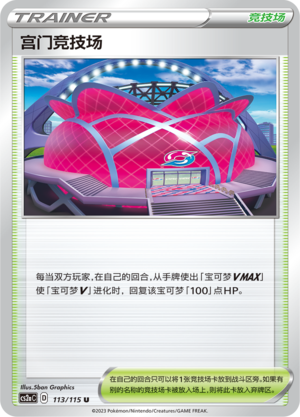 TRAINER
竞技场
宫门竞技场
每当双方玩家，在自己的回合，从手牌使出「宝可梦VMAX」
使「宝可梦V」进化时，回复该宝可梦「100」点HP。
Illus.5ban Graphics
CS3aC D 113/115 U
在自己的回合只可以将1张竞技场卡放到战斗区旁。如果有
别的名称的竞技场卡被放入场上，则将此卡放入弃牌区。
©2023 Pokémon/Nintendo/Creatures/GAME FREAK.